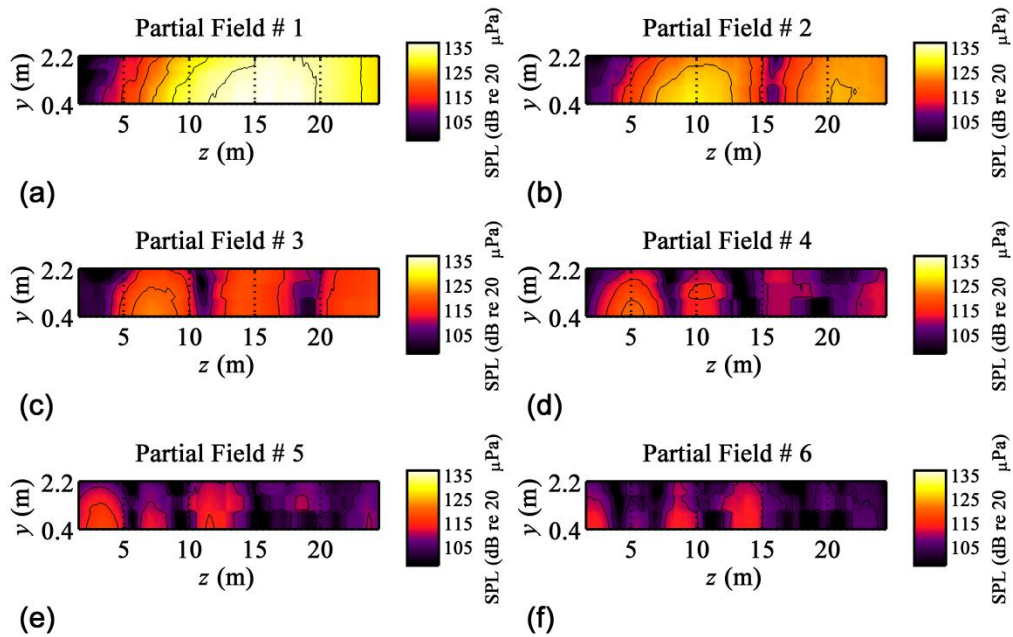 Partial Field # 1
y (m)
2.2
0.4
5 10 15 20
z (m)
135
125
115
105
SPL (dB re 20 μPa)
(a)
Partial Field # 2
y (m)
2.2
0.4
5 10 15 20
z (m)
135
125
115
105
SPL (dB re 20 μPa)
(b)
Partial Field # 3
y (m)
2.2
0.4
5 10 15 20
z (m)
135
125
115
105
SPL (dB re 20 μPa)
(c)
Partial Field # 4
y (m)
2.2
0.4
5 10 15 20
z (m)
135
125
115
105
SPL (dB re 20 μPa)
(d)
Partial Field # 5
y (m)
2.2
0.4
5 10 15 20
z (m)
135
125
115
105
SPL (dB re 20 μPa)
(e)
Partial Field # 6
y (m)
2.2
0.4
5 10 15 20
z (m)
135
125
115
105
SPL (dB re 20 μPa)
(f)